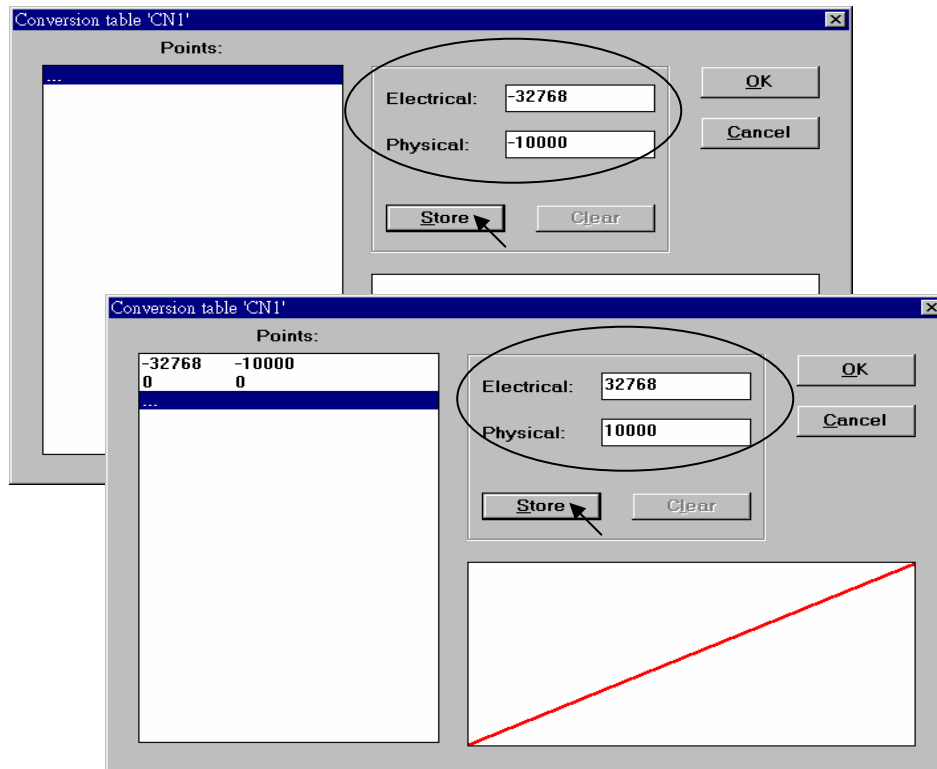 Conversion table 'CN1'
Points:
...
Electrical: -32768
Physical: -10000
OK
Cancel
Store
Clear
Conversion table 'CN1'
Points:
-32768 -10000
0 0
...
Electrical: 32768
Physical: 10000
OK
Cancel
Store
Clear